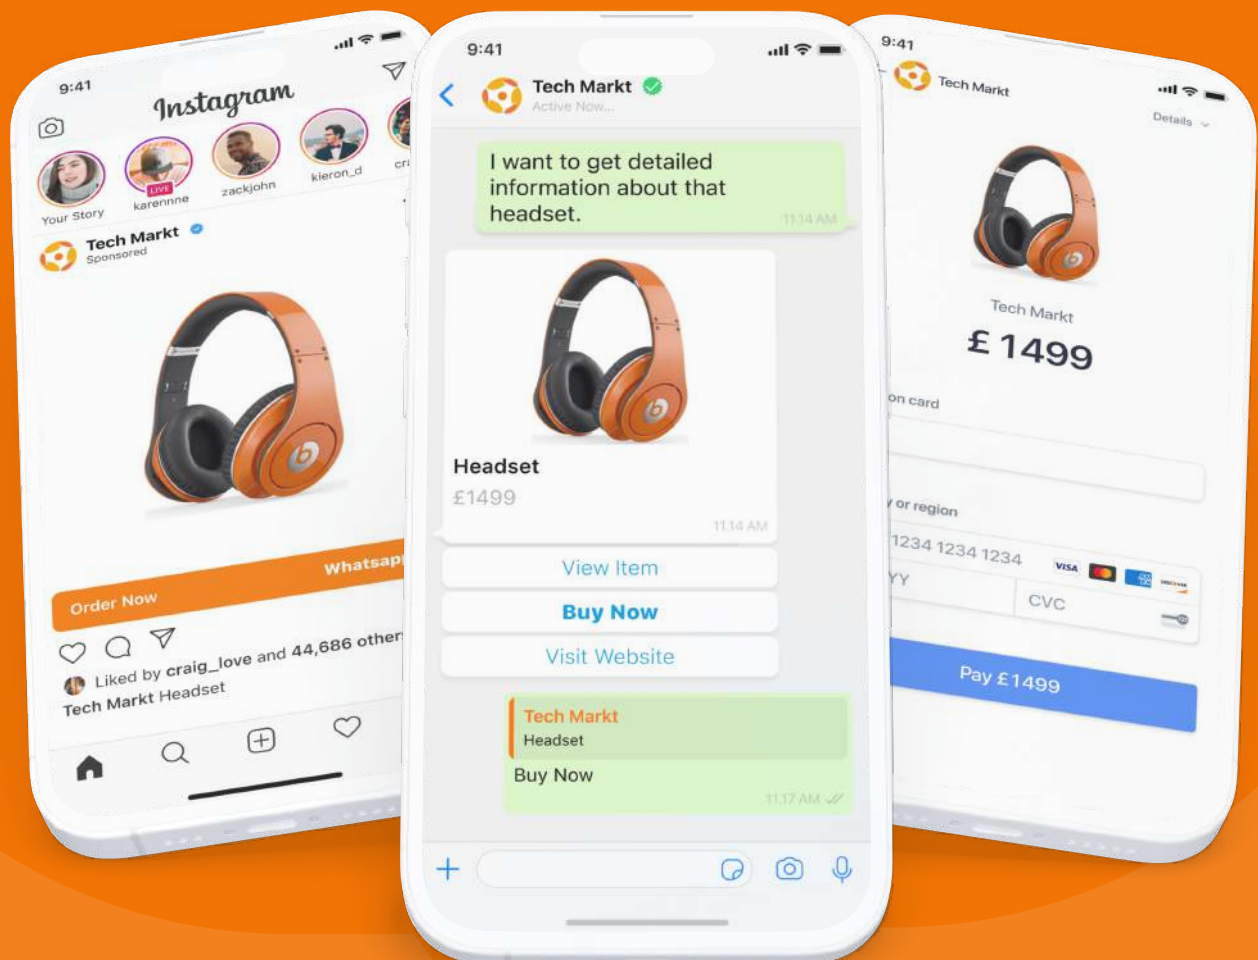 9:41
Instagram
Your Story
LIVE
karennne
zackjohn
kieron_d
Tech Markt
Sponsored
Order Now
Whatsapp
Liked by craig_love and 44,686 others
Tech Markt Headset
9:41
Tech Markt
Active Now...
I want to get detailed
information about that
headset.
11.14 AM
b
Headset
£1499
11.14 AM
View Item
Buy Now
Visit Website
Tech Markt
Headset
Buy Now
11.17 AM
9:41
Tech Markt
Details
Tech Markt
£ 1499
on card
y or region
1234 1234 1234
VISA
YY
CVC
Pay £1499